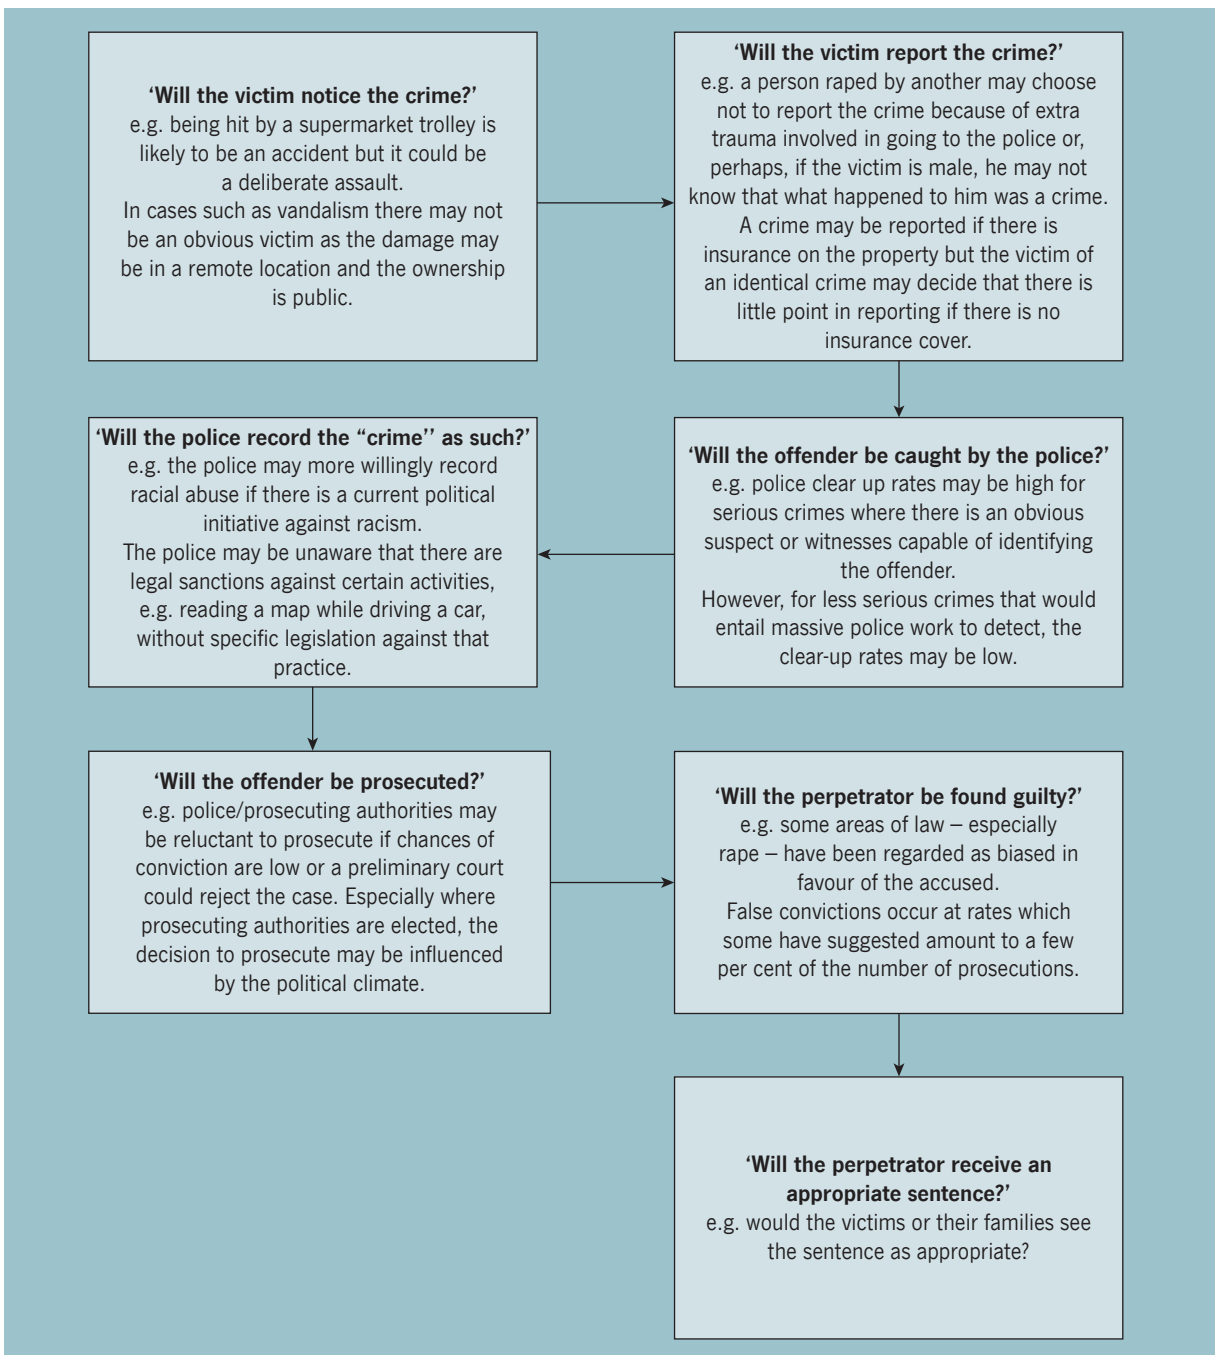 ‘Will the victim notice the crime?’
e.g. being hit by a supermarket trolley is
likely to be an accident but it could be
a deliberate assault.
In cases such as vandalism there may not
be an obvious victim as the damage may
be in a remote location and the ownership
is public.
‘Will the victim report the crime?’
e.g. a person raped by another may choose
not to report the crime because of extra
trauma involved in going to the police or,
perhaps, if the victim is male, he may not
know that what happened to him was a crime.
A crime may be reported if there is
insurance on the property but the victim of
an identical crime may decide that there is
little point in reporting if there is no
insurance cover.
‘Will the offender be caught by the police?’
e.g. police clear up rates may be high for
serious crimes where there is an obvious
suspect or witnesses capable of identifying
the offender.
However, for less serious crimes that would
entail massive police work to detect, the
clear-up rates may be low.
‘Will the police record the “crime’’ as such?’
e.g. the police may more willingly record
racial abuse if there is a current political
initiative against racism.
The police may be unaware that there are
legal sanctions against certain activities,
e.g. reading a map while driving a car,
without specific legislation against that
practice.
‘Will the offender be prosecuted?’
e.g. police/prosecuting authorities may
be reluctant to prosecute if chances of
conviction are low or a preliminary court
could reject the case. Especially where
prosecuting authorities are elected, the
decision to prosecute may be influenced
by the political climate.
‘Will the perpetrator be found guilty?’
e.g. some areas of law – especially
rape – have been regarded as biased in
favour of the accused.
False convictions occur at rates which
some have suggested amount to a few
per cent of the number of prosecutions.
‘Will the perpetrator receive an
appropriate sentence?’
e.g. would the victims or their families see
the sentence as appropriate?